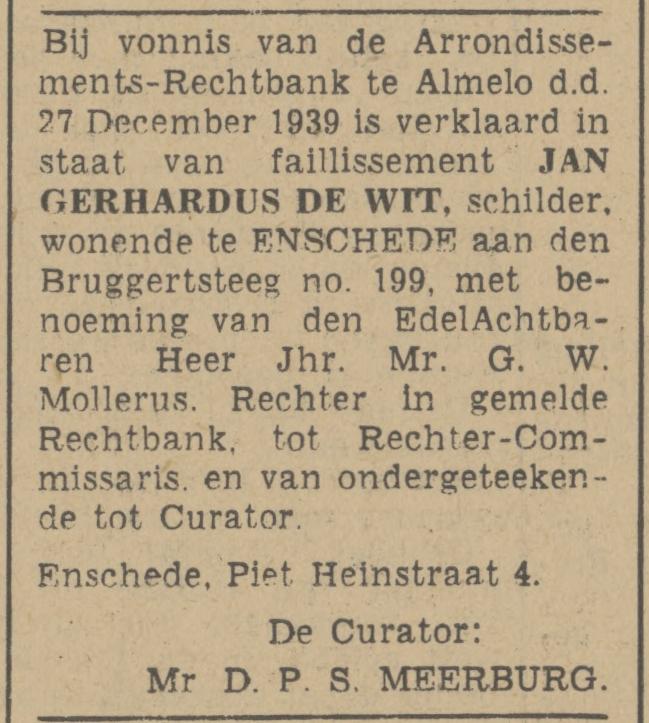 Bij vonnis van de Arrondisse-
ments-Rechtbank te Almelo d.d.
27 December 1939 is verklaard in
staat van faillissement JAN
GERHARDUS DE WIT, schilder,
wonende te ENSCHEDE aan den
Bruggertsteeg no. 199, met be-
noeming van den EdelAchtba-
ren Heer Jhr. Mr. G. W.
Mollerus. Rechter in gemelde
Rechtbank, tot Rechter-Com-
missaris. en van ondergeteeken-
de tot Curator.
Enschede, Piet Heinstraat 4.
De Curator:
Mr D. P. S. MEERBURG.